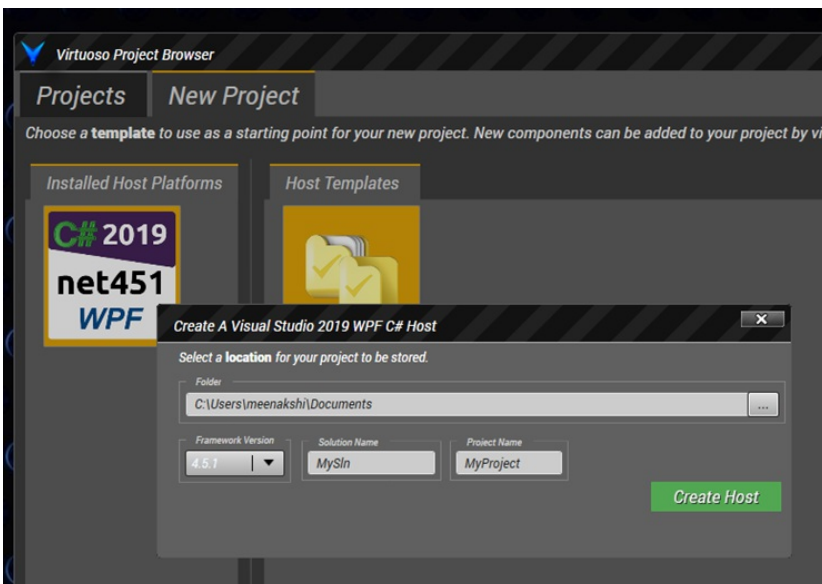 Virtuoso Project Browser
Projects New Project
Choose a template to use as a starting point for your new project. New components can be added to your project by vi
Installed Host Platforms Host Templates
C# 2019
net451
WPF
Create A Visual Studio 2019 WPF C# Host X
Select a location for your project to be stored.
Folder
C:\Users\meenakshi\Documents ...
Framework Version Solution Name Project Name
4.5.1 MySln MyProject
Create Host